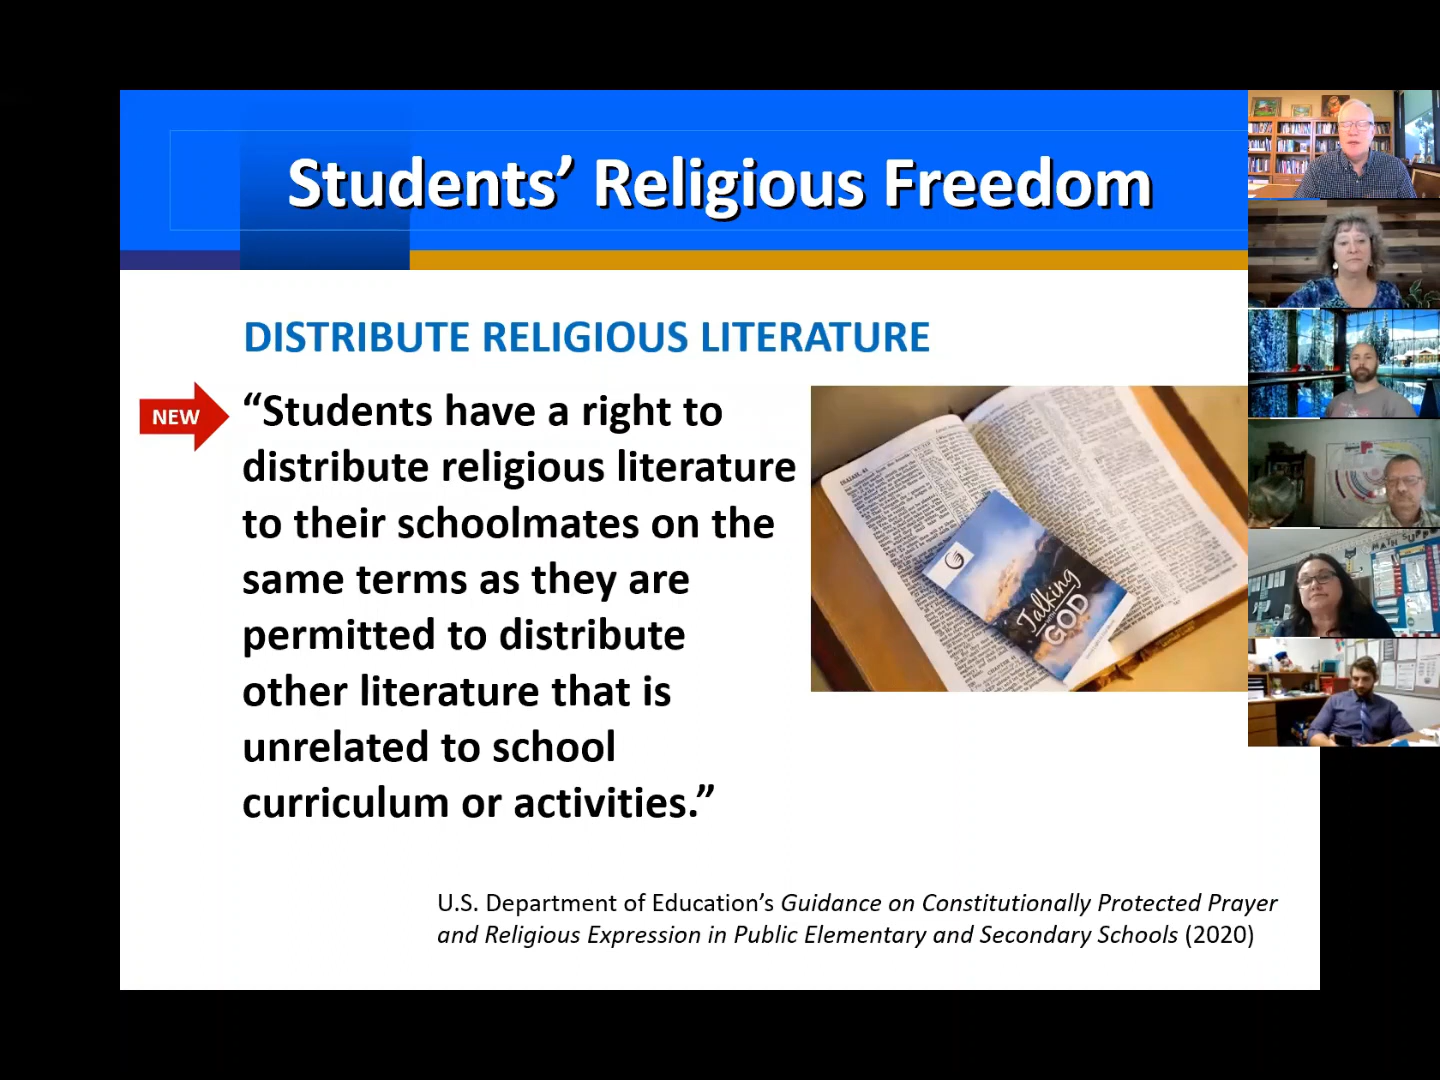 Students’ Religious Freedom
DISTRIBUTE RELIGIOUS LITERATURE
NEW
“Students have a right to
distribute religious literature
to their schoolmates on the
same terms as they are
permitted to distribute
other literature that is
unrelated to school
curriculum or activities.”
Talking
GOD
U.S. Department of Education’s Guidance on Constitutionally Protected Prayer
and Religious Expression in Public Elementary and Secondary Schools (2020)
MATH SUPP